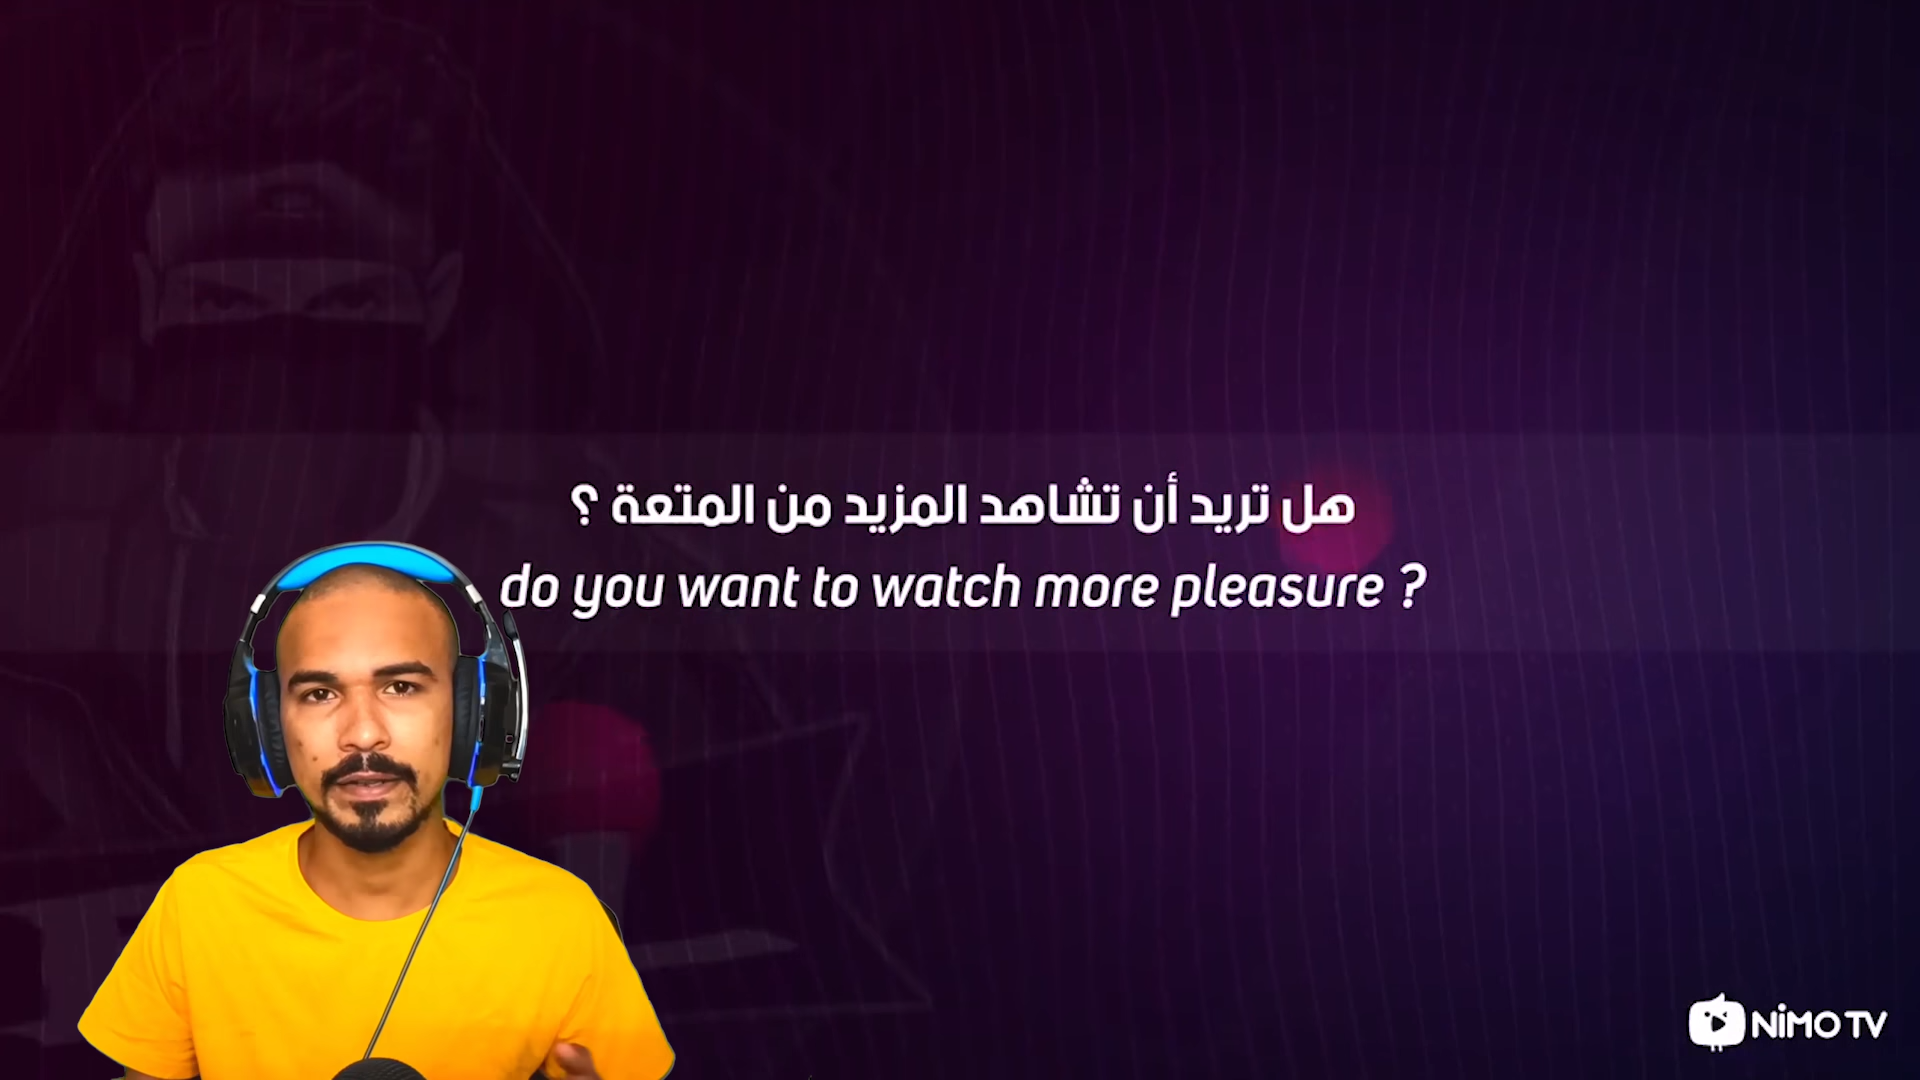 هل تريد أن تشاهد المزيد من المتعة ؟
do you want to watch more pleasure ?
NIMO TV